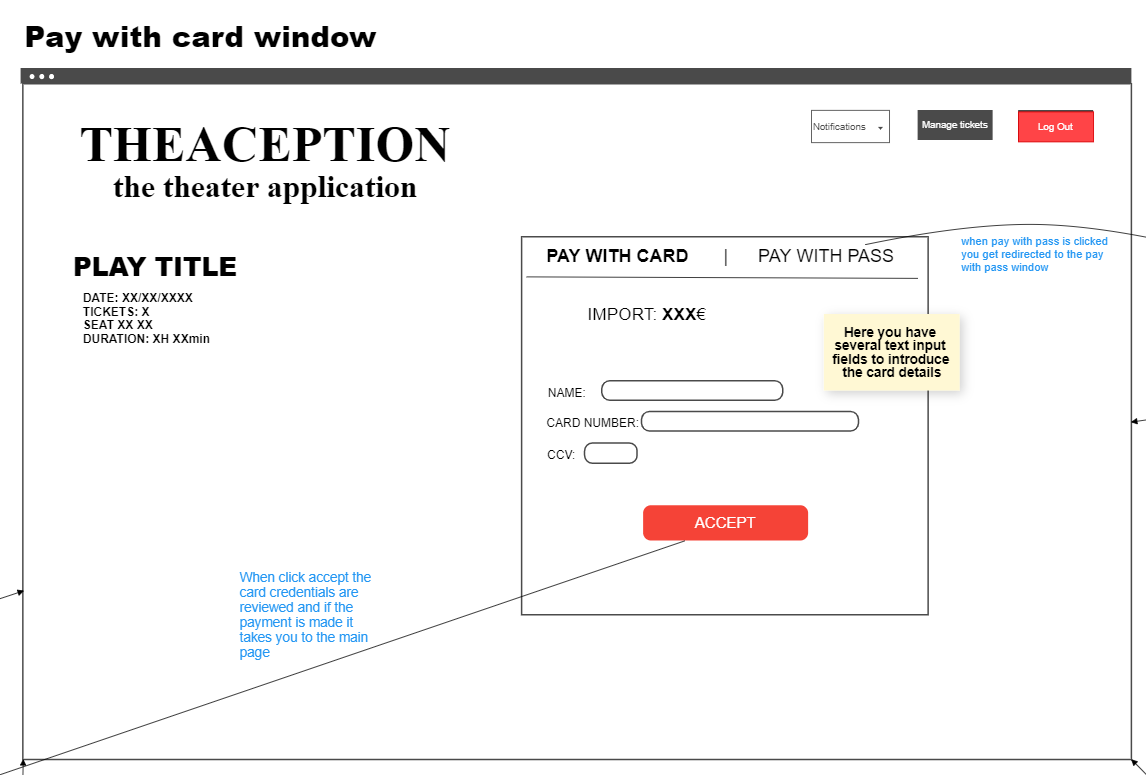 Pay with card window
THEACEPTION
the theater application
Notifications
Manage tickets
Log Out
PLAY TITLE
DATE: XX/XX/XXXX
TICKETS: X
SEAT XX XX
DURATION: XH XXmin
PAY WITH CARD | PAY WITH PASS
when pay with pass is clicked
you get redirected to the pay
with pass window
IMPORT: XXX€
Here you have
several text input
fields to introduce
the card details
NAME:
CARD NUMBER:
CCV:
ACCEPT
When click accept the
card credentials are
reviewed and if the
payment is made it
takes you to the main
page